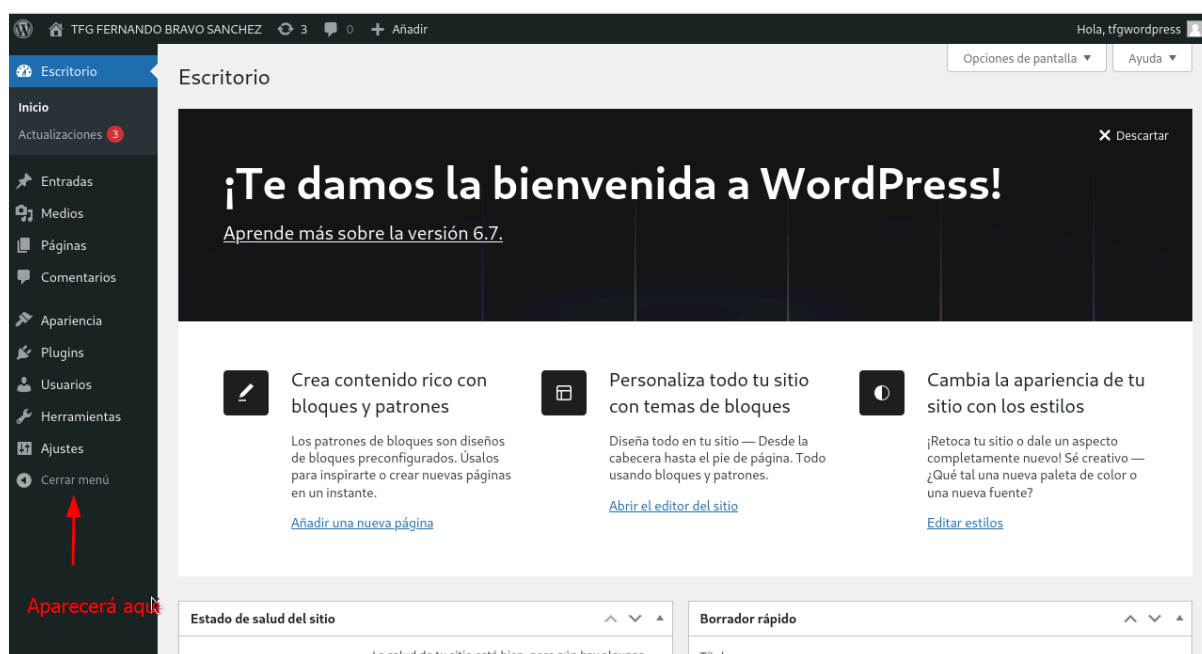 TFG FERNANDO BRAVO SANCHEZ 3 0 + Añadir Hola, tfgwordpress
Escritorio
Inicio
Actualizaciones 3
Entradas
Medios
Páginas
Comentarios
Apariencia
Plugins
Usuarios
Herramientas
Ajustes
Cerrar menú
Aparecerá aquí
Opciones de pantalla ▼ Ayuda ▼
Escritorio
Descartar
¡Te damos la bienvenida a WordPress!
Aprende más sobre la versión 6.7.
Crea contenido rico con
bloques y patrones
Los patrones de bloques son diseños
de bloques preconfigurados. Úsalos
para inspirarte o crear nuevas páginas
en un instante.
Añadir una nueva página
Personaliza todo tu sitio
con temas de bloques
Diseña todo en tu sitio — Desde la
cabecera hasta el pie de página. Todo
usando bloques y patrones.
Abrir el editor del sitio
Cambia la apariencia de tu
sitio con los estilos
¡Retoca tu sitio o dale un aspecto
completamente nuevo! Sé creativo —
¿Qué tal una nueva paleta de color o
una nueva fuente?
Editar estilos
Estado de salud del sitio
Borrador rápido